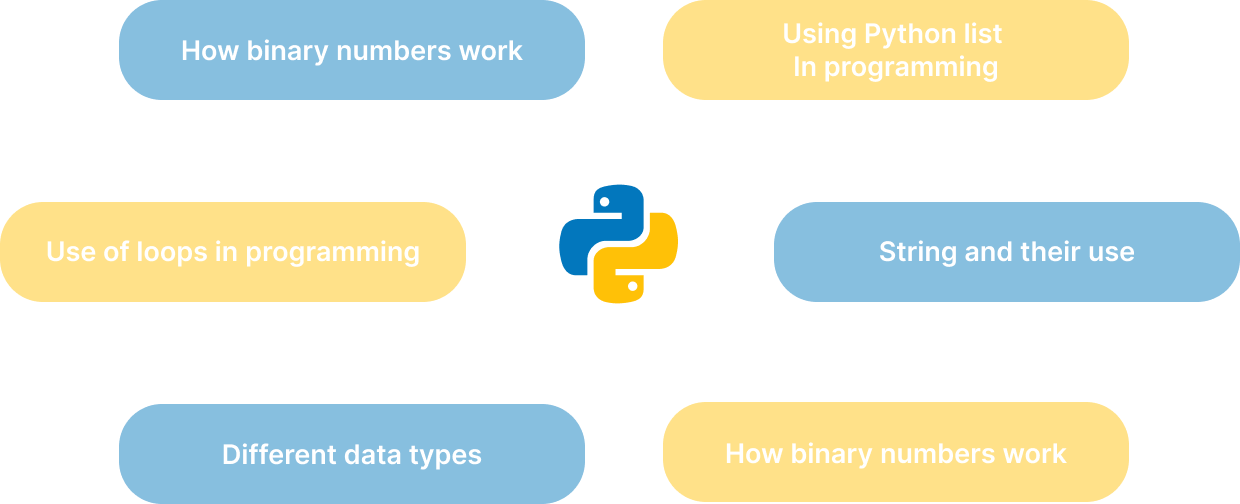 How binary numbers work
Using Python list
In programming
Use of loops in programming
String and their use
Different data types
How binary numbers work